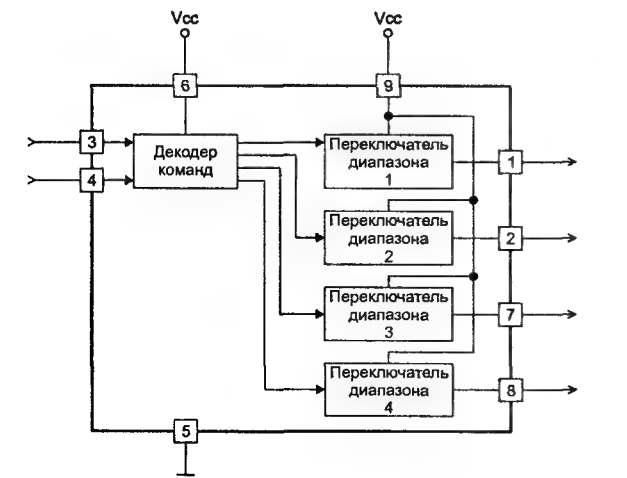 Vcc
Vcc
6
9
3
4
Декодер
команд
Переключатель
диапазона
1
1
Переключатель
диапазона
2
2
Переключатель
диапазона
3
7
Переключатель
диапазона
4
8
5